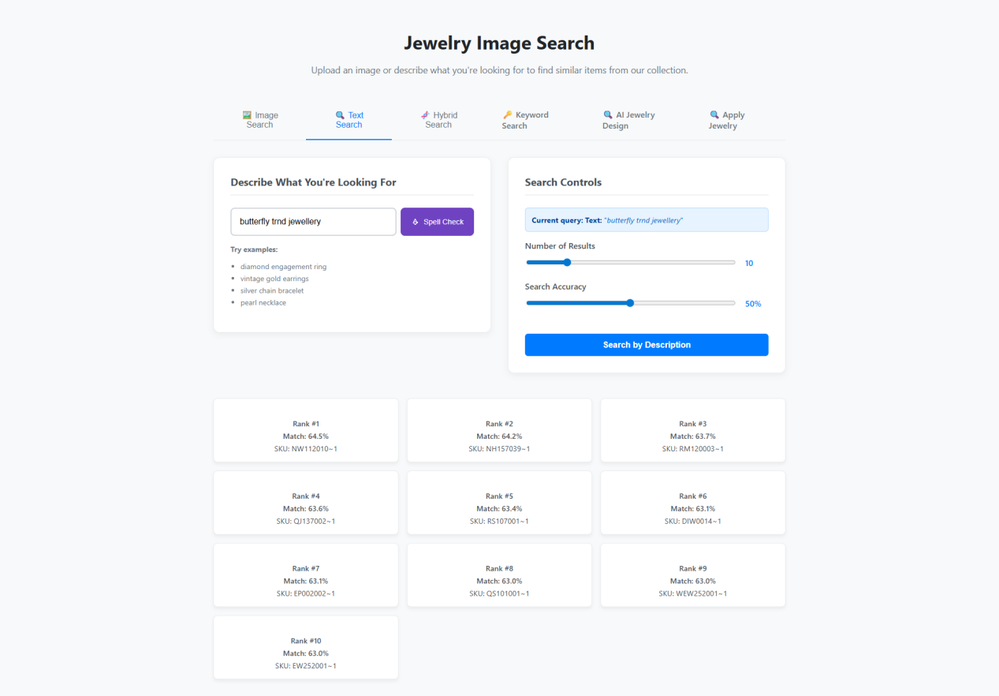 Jewelry Image Search
Upload an image or describe what you're looking for to find similar items from our collection.
Image Search
Text Search
Hybrid Search
Keyword Search
AI Jewelry Design
Apply Jewelry
Describe What You're Looking For
butterfly trnd jewellery
Spell Check
Try examples:
diamond engagement ring
vintage gold earrings
silver chain bracelet
pearl necklace
Search Controls
Current query: Text: "butterfly trnd jewellery"
Number of Results
10
Search Accuracy
50%
Search by Description
Rank #1
Match: 64.5%
SKU: NW112010~1
Rank #2
Match: 64.2%
SKU: NH157039~1
Rank #3
Match: 63.7%
SKU: RM120003~1
Rank #4
Match: 63.6%
SKU: QJ137002~1
Rank #5
Match: 63.4%
SKU: RS107001~1
Rank #6
Match: 63.1%
SKU: DIW0014~1
Rank #7
Match: 63.1%
SKU: EP002002~1
Rank #8
Match: 63.0%
SKU: QS101001~1
Rank #9
Match: 63.0%
SKU: WEW252001~1
Rank #10
Match: 63.0%
SKU: EW252001~1